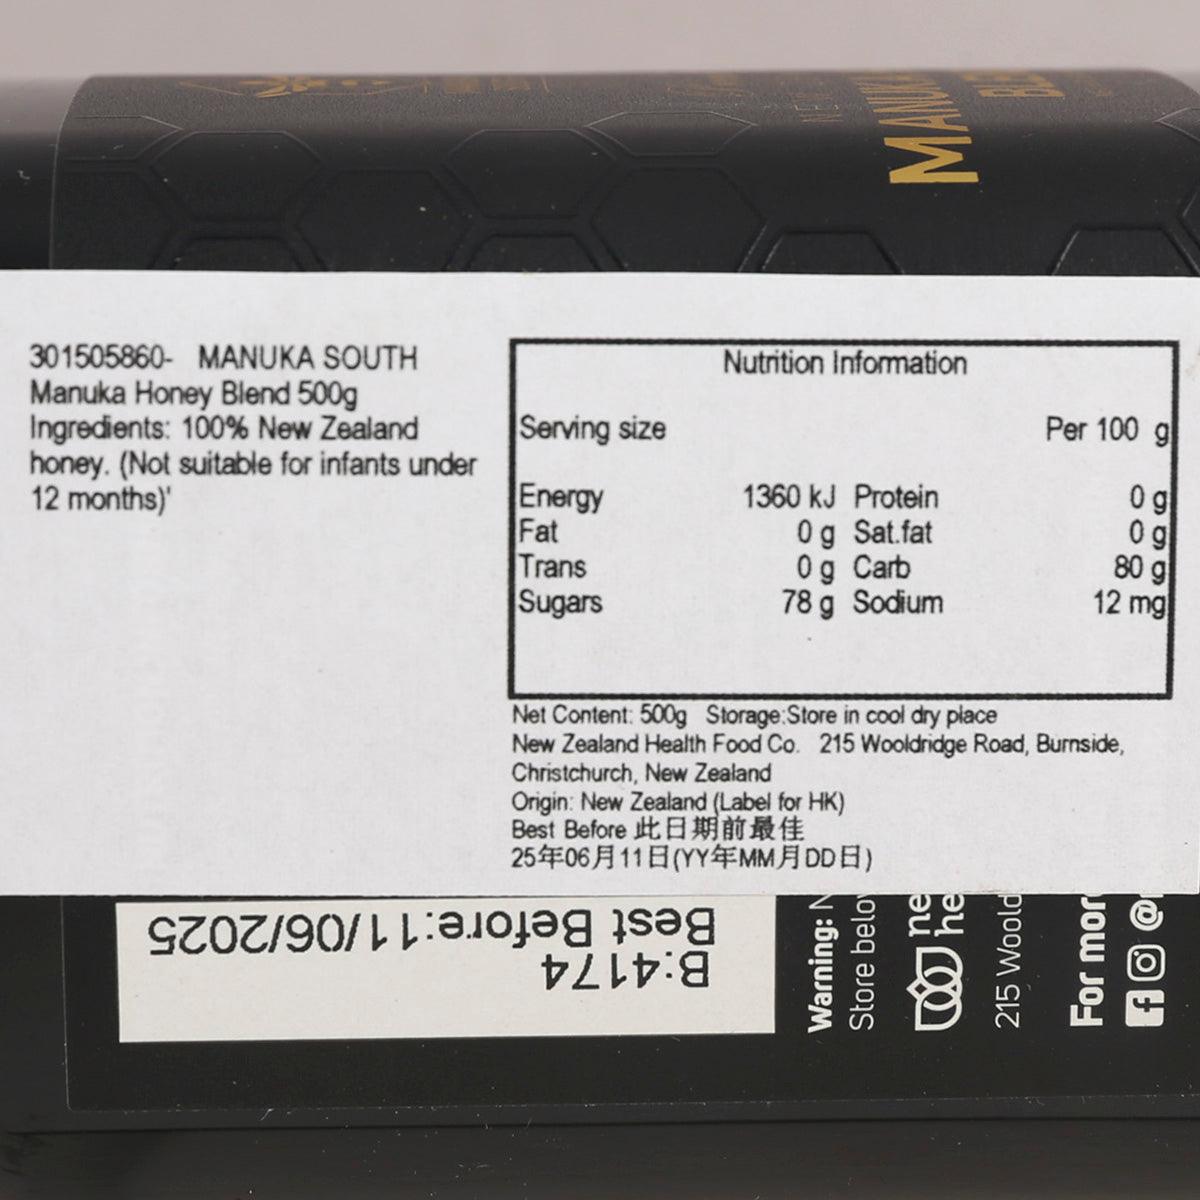 MANUKA
301505860- MANUKA SOUTH
Manuka Honey Blend 500g
Ingredients: 100% New Zealand
honey. (Not suitable for infants under
12 months)'
Nutrition Information
Serving size Per 100 g
Energy 1360 kJ Protein 0 g
Fat 0 g Sat.fat 0 g
Trans 0 g Carb 80 g
Sugars 78 g Sodium 12 mg
Net Content: 500g Storage:Store in cool dry place
New Zealand Health Food Co. 215 Wooldridge Road, Burnside,
Christchurch, New Zealand
Origin: New Zealand (Label for HK)
Best Before 此日期前最佳
25年06月11日(YY年MM月DD日)
B:4174
Best Before:11/06/2025
Warning:
Store
215
For